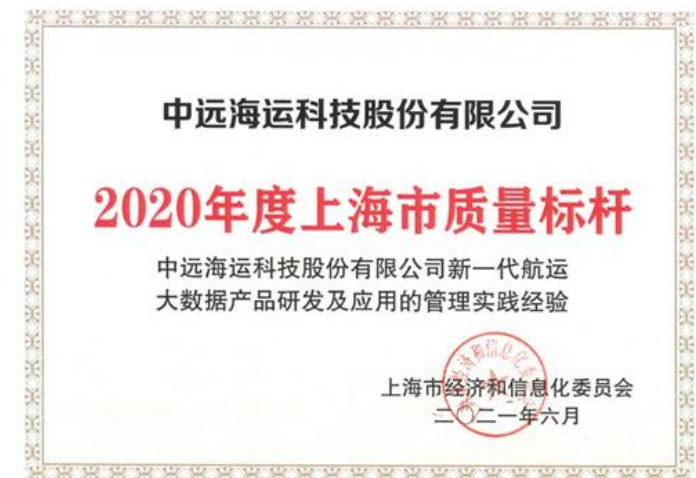 中远海运科技股份有限公司
2020年度上海市质量标杆
中远海运科技股份有限公司新一代航运
大数据产品研发及应用的管理实践经验
上海市经济和信息化委员会
二〇二一年六月